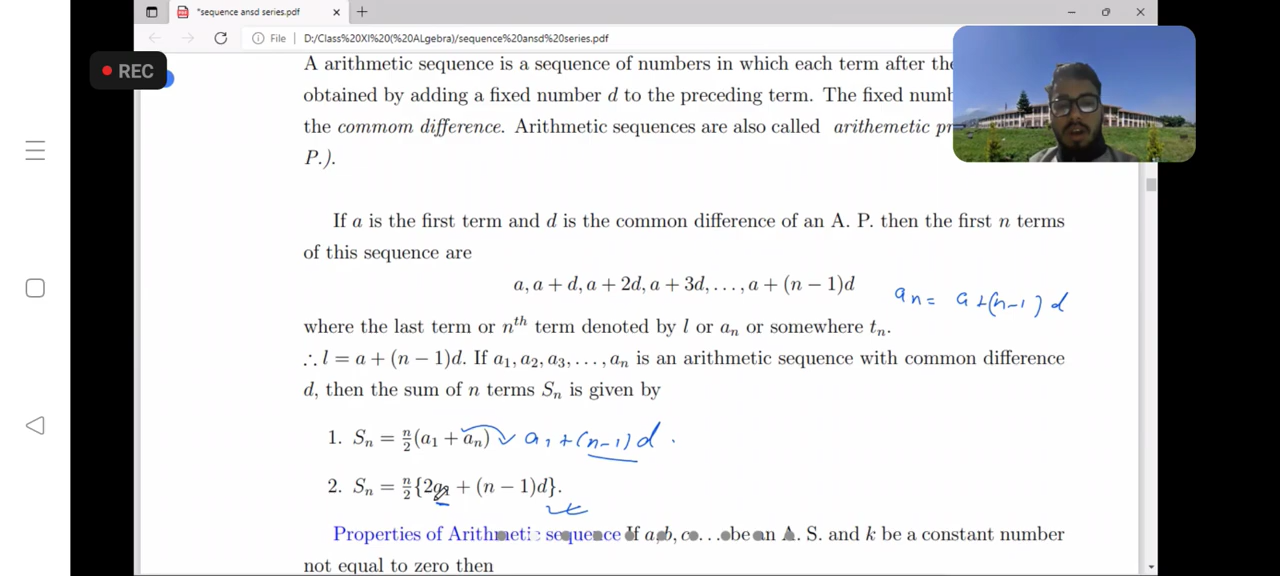 *sequence ansd series.pdf
File | D:/Class%20XI%20(%20ALgebra)/sequence%20ansd%20series.pdf
REC
A arithmetic sequence is a sequence of numbers in which each term after the
obtained by adding a fixed number d to the preceding term. The fixed numb
the commom difference. Arithmetic sequences are also called arithemetic pr
P.).
If a is the first term and d is the common difference of an A. P. then the first n terms
of this sequence are
a, a + d, a + 2d, a + 3d, . . . , a + (n − 1)d
an = a + (n-1) d
where the last term or nth term denoted by l or an or somewhere tn.
∴ l = a + (n − 1)d. If a1, a2, a3, . . . , an is an arithmetic sequence with common difference
d, then the sum of n terms Sn is given by
1. Sn = n/2(a1 + an) a1 + (n-1) d .
2. Sn = n/2{2a1 + (n − 1)d}.
Properties of Arithmetic sequence If a, b, c . . . be an A. S. and k be a constant number
not equal to zero then